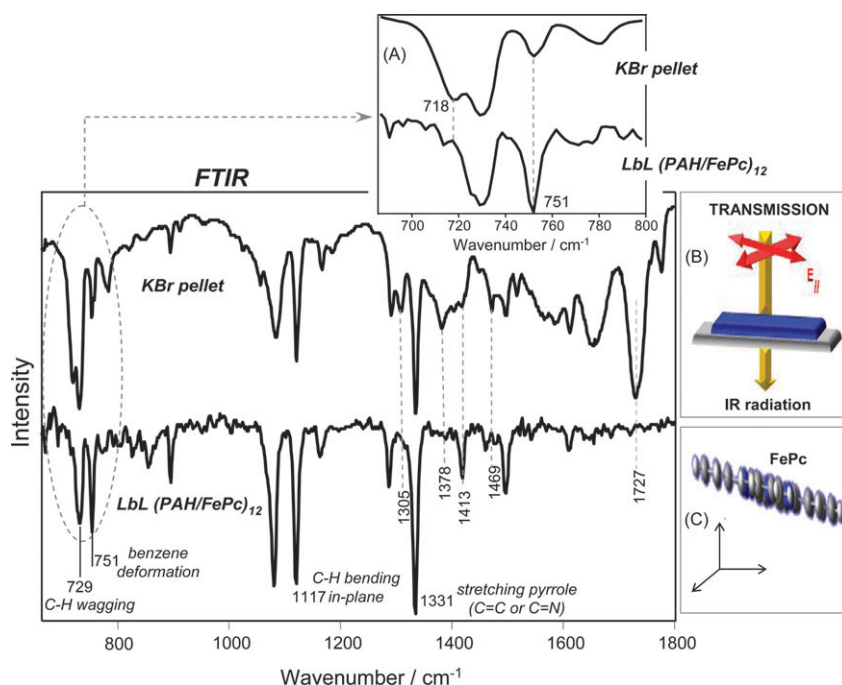 (A)
KBr pellet
718
LbL (PAH/FePc)12
751
700 720 740 760 780 800
Wavenumber / cm-1
FTIR
KBr pellet
Intensity
LbL (PAH/FePc)12
729
C-H wagging
751
benzene
deformation
C-H bending
1117 in-plane
1331
stretching pyrrole
(C=C or C=N)
1305
1378
1413
1469
1727
800 1000 1200 1400 1600 1800
Wavenumber / cm-1
TRANSMISSION
(B)
E//
IR radiation
FePc
(C)